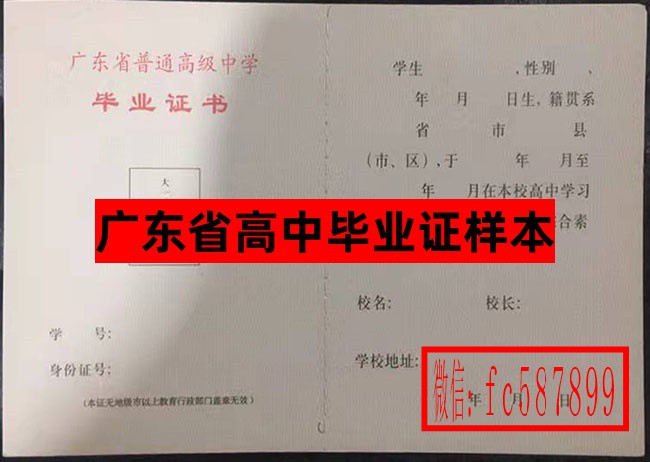 广东省普通高级中学
毕业证书
大
学 号:
身份证号:
(本证无地级市以上教育行政部门盖章无效)
学生 ,性别 、
年 月 日生, 籍贯系
省 市 县
(市、区),于 年 月至
年 月在本校高中学习
合素
广东省高中毕业证样本
校名: 校长:
学校地址:
年 月 日
微信:fc587899